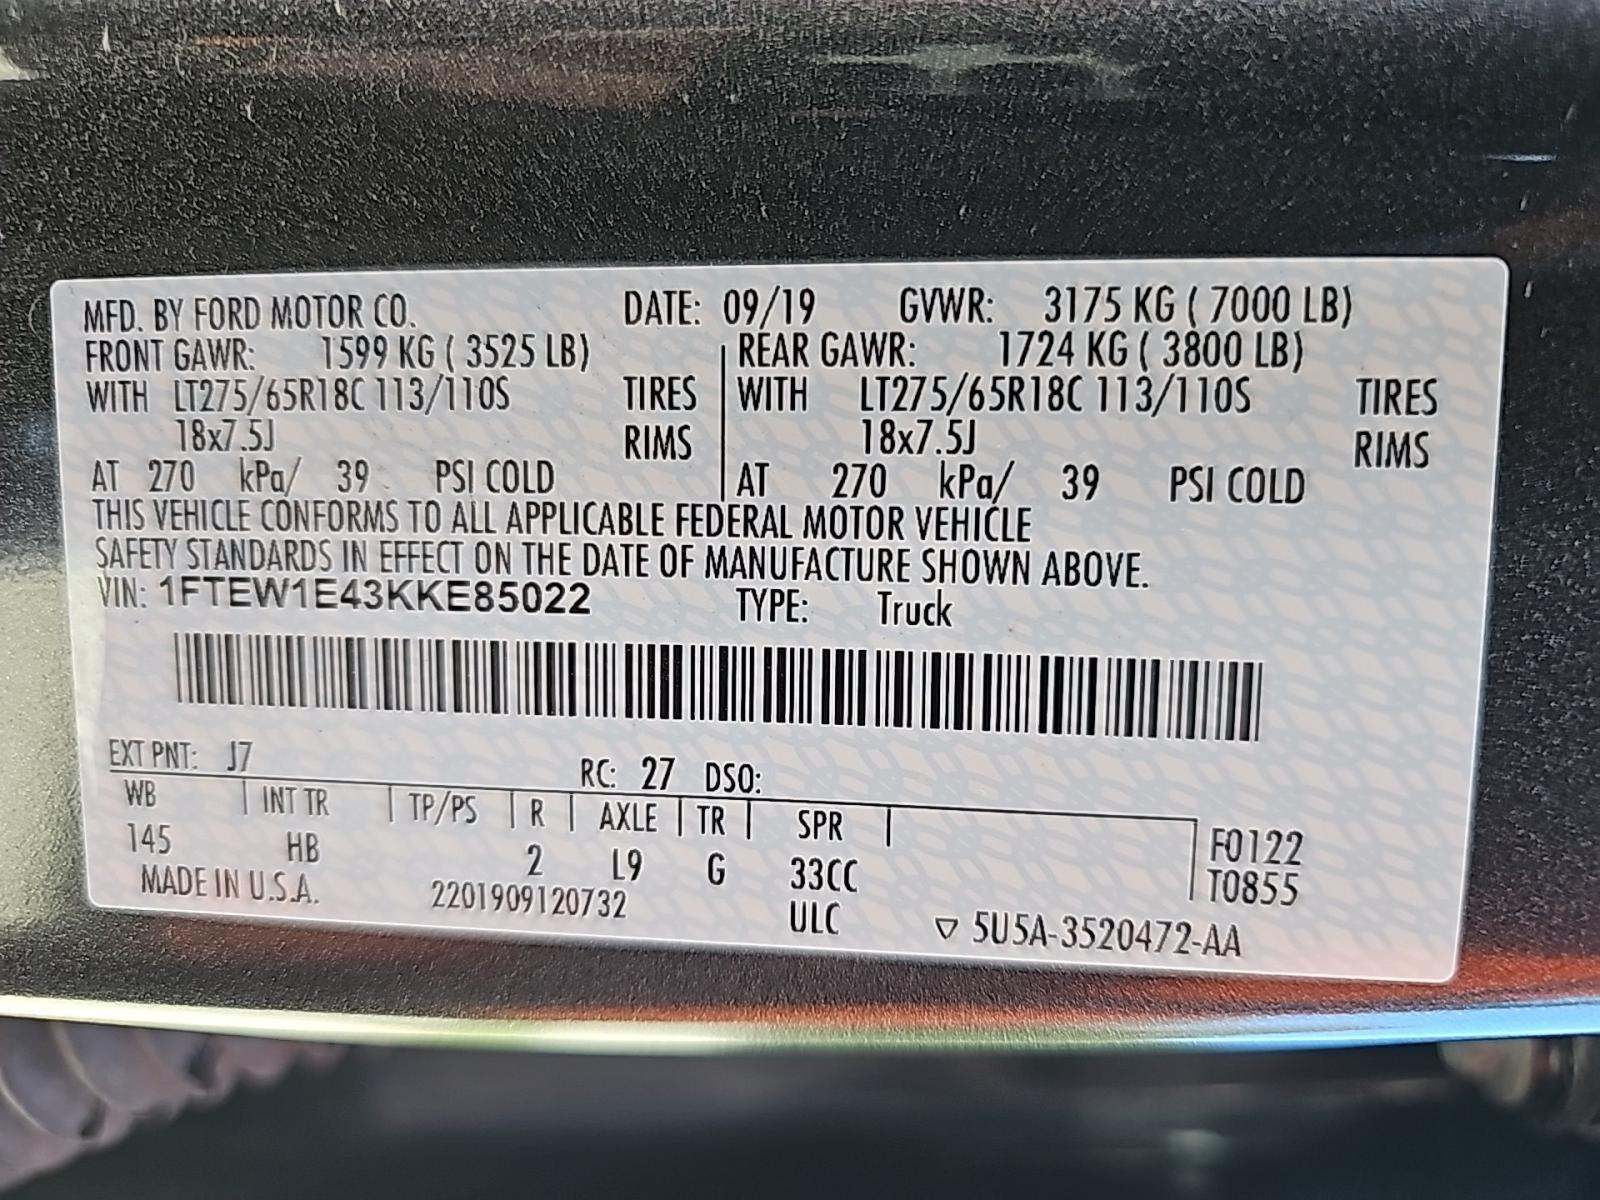 MFD. BY FORD MOTOR CO. DATE: 09/19 GVWR: 3175 KG ( 7000 LB)
FRONT GAWR: 1599 KG ( 3525 LB) REAR GAWR: 1724 KG ( 3800 LB)
WITH LT275/65R18C 113/110S TIRES WITH LT275/65R18C 113/110S TIRES
18x7.5J RIMS 18x7.5J RIMS
AT 270 kPa/ 39 PSI COLD AT 270 kPa/ 39 PSI COLD
THIS VEHICLE CONFORMS TO ALL APPLICABLE FEDERAL MOTOR VEHICLE
SAFETY STANDARDS IN EFFECT ON THE DATE OF MANUFACTURE SHOWN ABOVE.
VIN: 1FTEW1E43KKE85022 TYPE: Truck
EXT PNT: J7 RC: 27 DSO:
WB INT TR TP/PS R AXLE TR SPR
145 HB 2 L9 G 33CC F0122
T0855
MADE IN U.S.A. 2201909120732 ULC ▽ 5U5A-3520472-AA